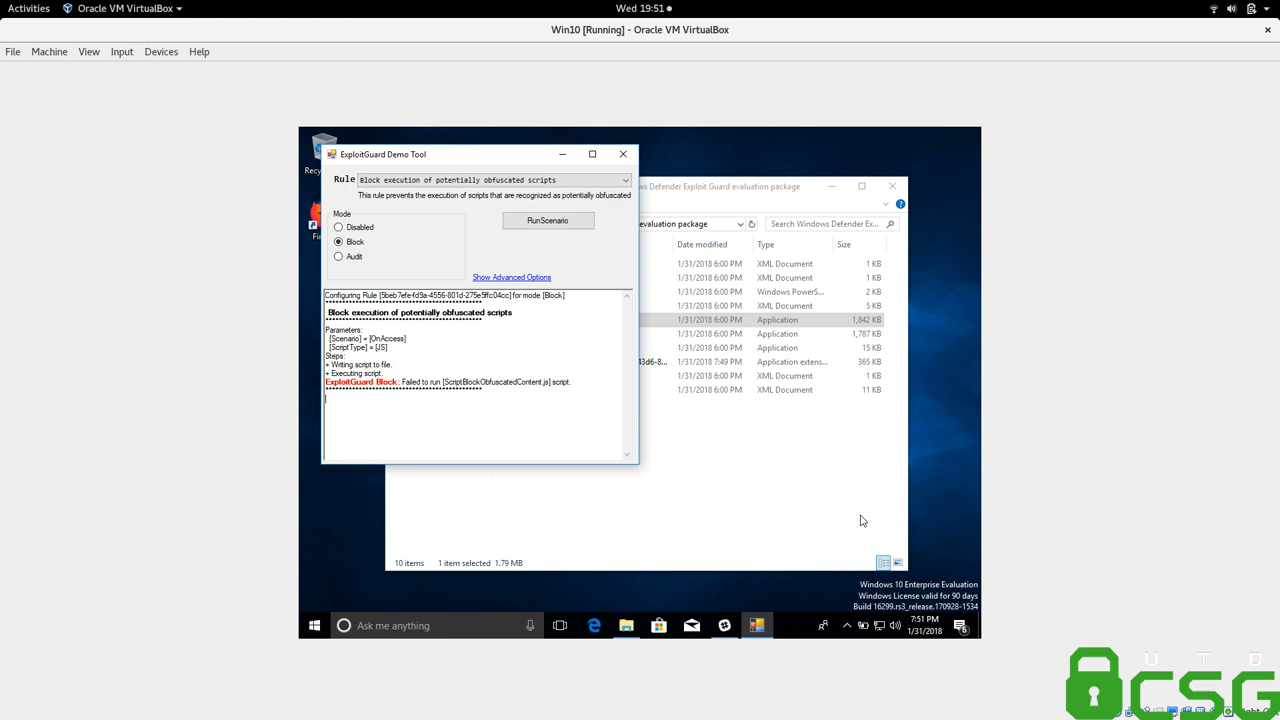 Activities Oracle VM VirtualBox Wed 19:51
Win10 [Running] - Oracle VM VirtualBox
File Machine View Input Devices Help
ExploitGuard Demo Tool
Rule Block execution of potentially obfuscated scripts
This rule prevents the execution of scripts that are recognized as potentially obfuscated
Mode
Disabled
Block
Audit
RunScenario
Show Advanced Options
Configuring Rule [5beb7efe-fd9a-4556-801d-275e5ffc04cc] for mode [Block]
************************************************
Block execution of potentially obfuscated scripts
************************************************
Parameters:
[Scenario] = [OnAccess]
[ScriptType] = [JS]
Steps:
+ Writing script to file.
+ Executing script.
ExploitGuard Block: Failed to run [ScriptBlockObfuscatedContent.js] script.
************************************************
Defender Exploit Guard evaluation package
evaluation package Search Windows Defender Ex...
Date modified Type Size
1/31/2018 6:00 PM XML Document 1 KB
1/31/2018 6:00 PM XML Document 1 KB
1/31/2018 6:00 PM Windows PowerS... 2 KB
1/31/2018 6:00 PM XML Document 5 KB
1/31/2018 6:00 PM Application 1,842 KB
1/31/2018 6:00 PM Application 1,787 KB
1/31/2018 6:00 PM Application 15 KB
43d6-8... 1/31/2018 7:49 PM Application extens... 365 KB
1/31/2018 6:00 PM XML Document 1 KB
1/31/2018 6:00 PM XML Document 11 KB
10 items 1 item selected 1.79 MB
Windows 10 Enterprise Evaluation
Windows License valid for 90 days
Build 16299.rs3_release.170928-1534
Ask me anything
7:51 PM
1/31/2018
6
U T D
CSG